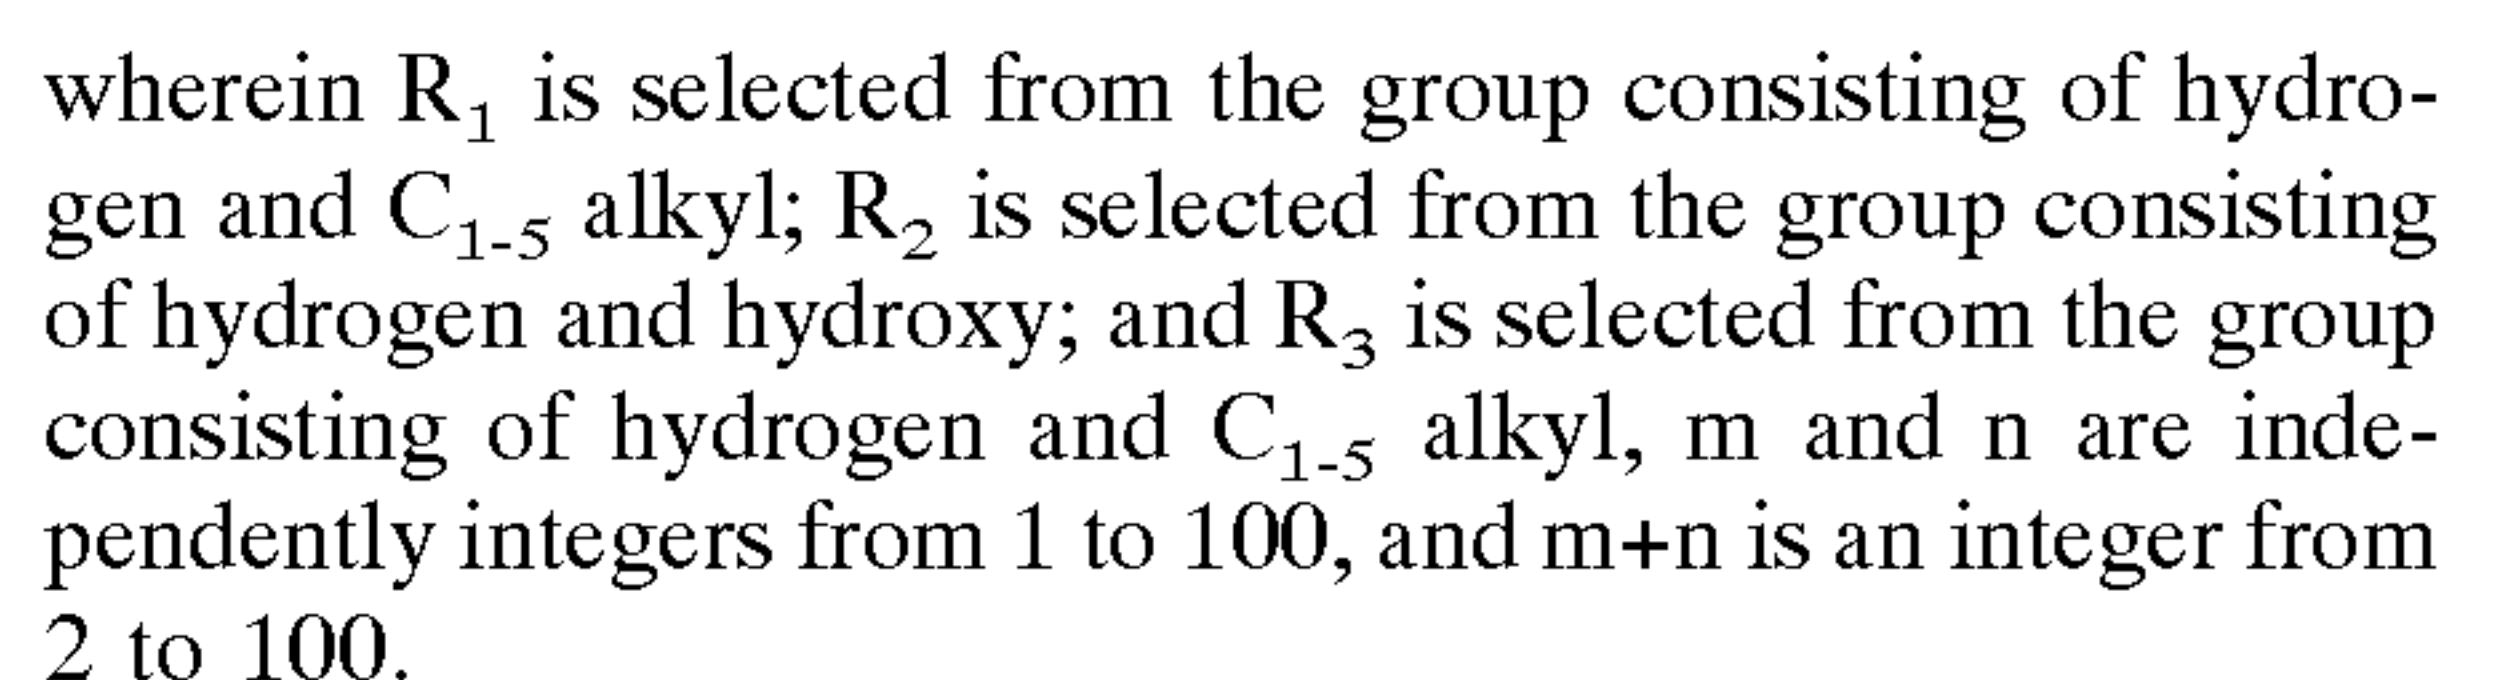 wherein R₁ is selected from the group consisting of hydro-
gen and C₁₋₅ alkyl; R₂ is selected from the group consisting
of hydrogen and hydroxy; and R₃ is selected from the group
consisting of hydrogen and C₁₋₅ alkyl, m and n are inde-
pendently integers from 1 to 100, and m+n is an integer from
2 to 100.